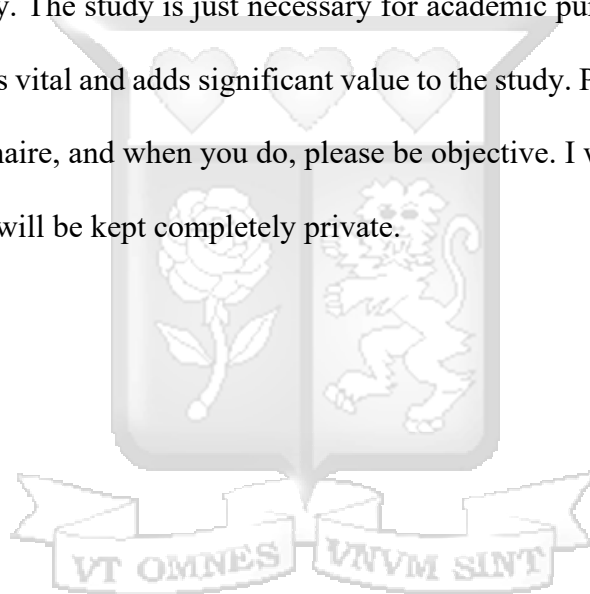 y. The study is just necessary for academic pur
s vital and adds significant value to the study. P
naire, and when you do, please be objective. I w
will be kept completely private.
VT OMNES VNVM SINT